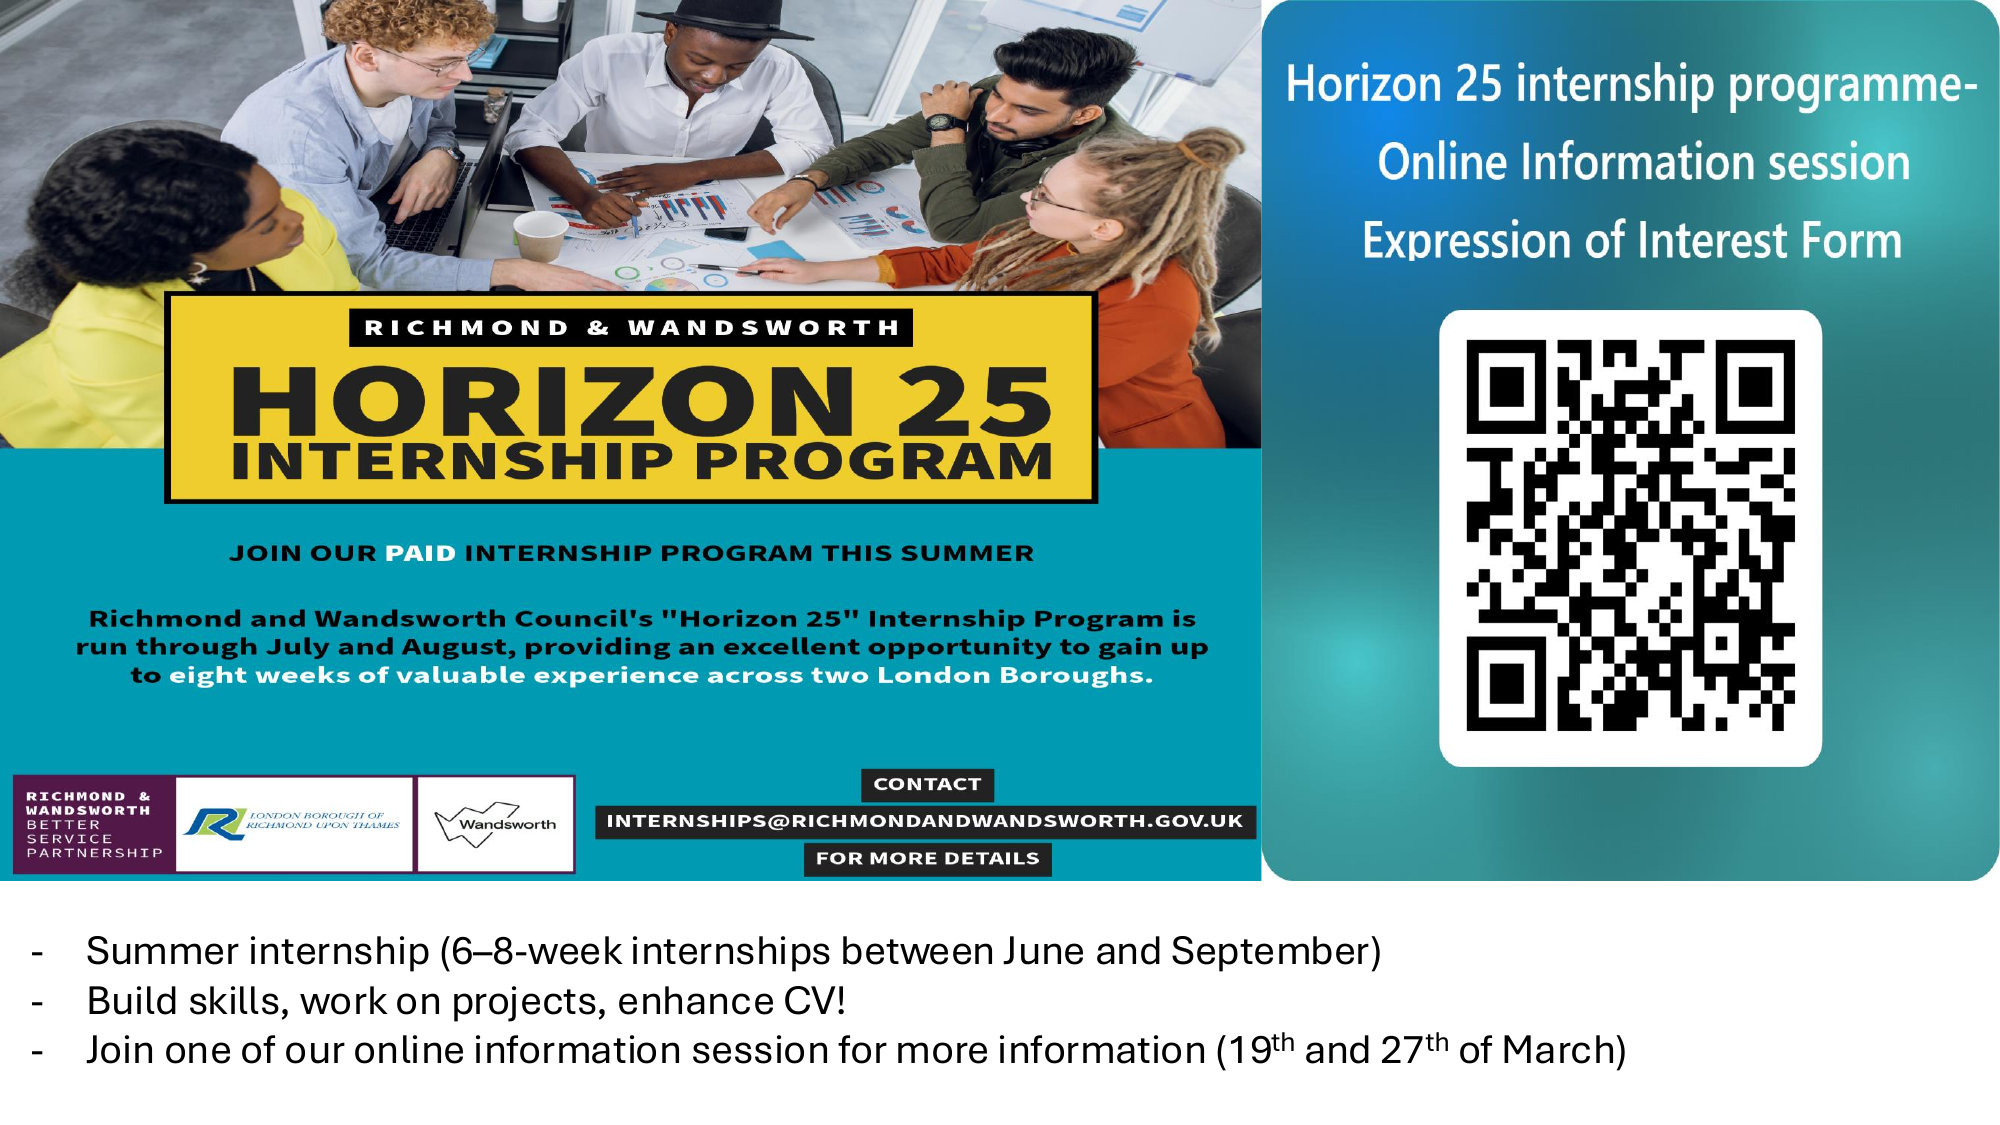 RICHMOND & WANDSWORTH
HORIZON 25
INTERNSHIP PROGRAM
JOIN OUR PAID INTERNSHIP PROGRAM THIS SUMMER
Richmond and Wandsworth Council's "Horizon 25" Internship Program is
run through July and August, providing an excellent opportunity to gain up
to eight weeks of valuable experience across two London Boroughs.
RICHMOND &
WANDSWORTH
BETTER
SERVICE
PARTNERSHIP
LONDON BOROUGH OF
RICHMOND UPON THAMES
Wandsworth
CONTACT
INTERNSHIPS@RICHMONDANDWANDSWORTH.GOV.UK
FOR MORE DETAILS
Horizon 25 internship programme-
Online Information session
Expression of Interest Form
- Summer internship (6–8-week internships between June and September)
- Build skills, work on projects, enhance CV!
- Join one of our online information session for more information (19th and 27th of March)